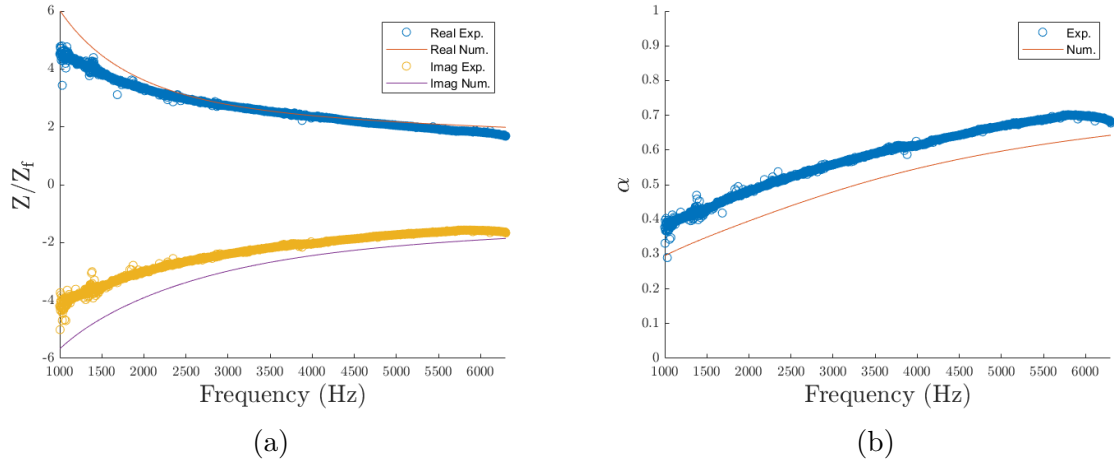 6
4
2
0
-2
-4
-6
Z/Z_f
1000 1500 2000 2500 3000 3500 4000 4500 5000 5500 6000
Frequency (Hz)
Real Exp.
Real Num.
Imag Exp.
Imag Num.
(a)
1
0.9
0.8
0.7
0.6
0.5
0.4
0.3
0.2
0.1
0
α
1000 1500 2000 2500 3000 3500 4000 4500 5000 5500 6000
Frequency (Hz)
Exp.
Num.
(b)